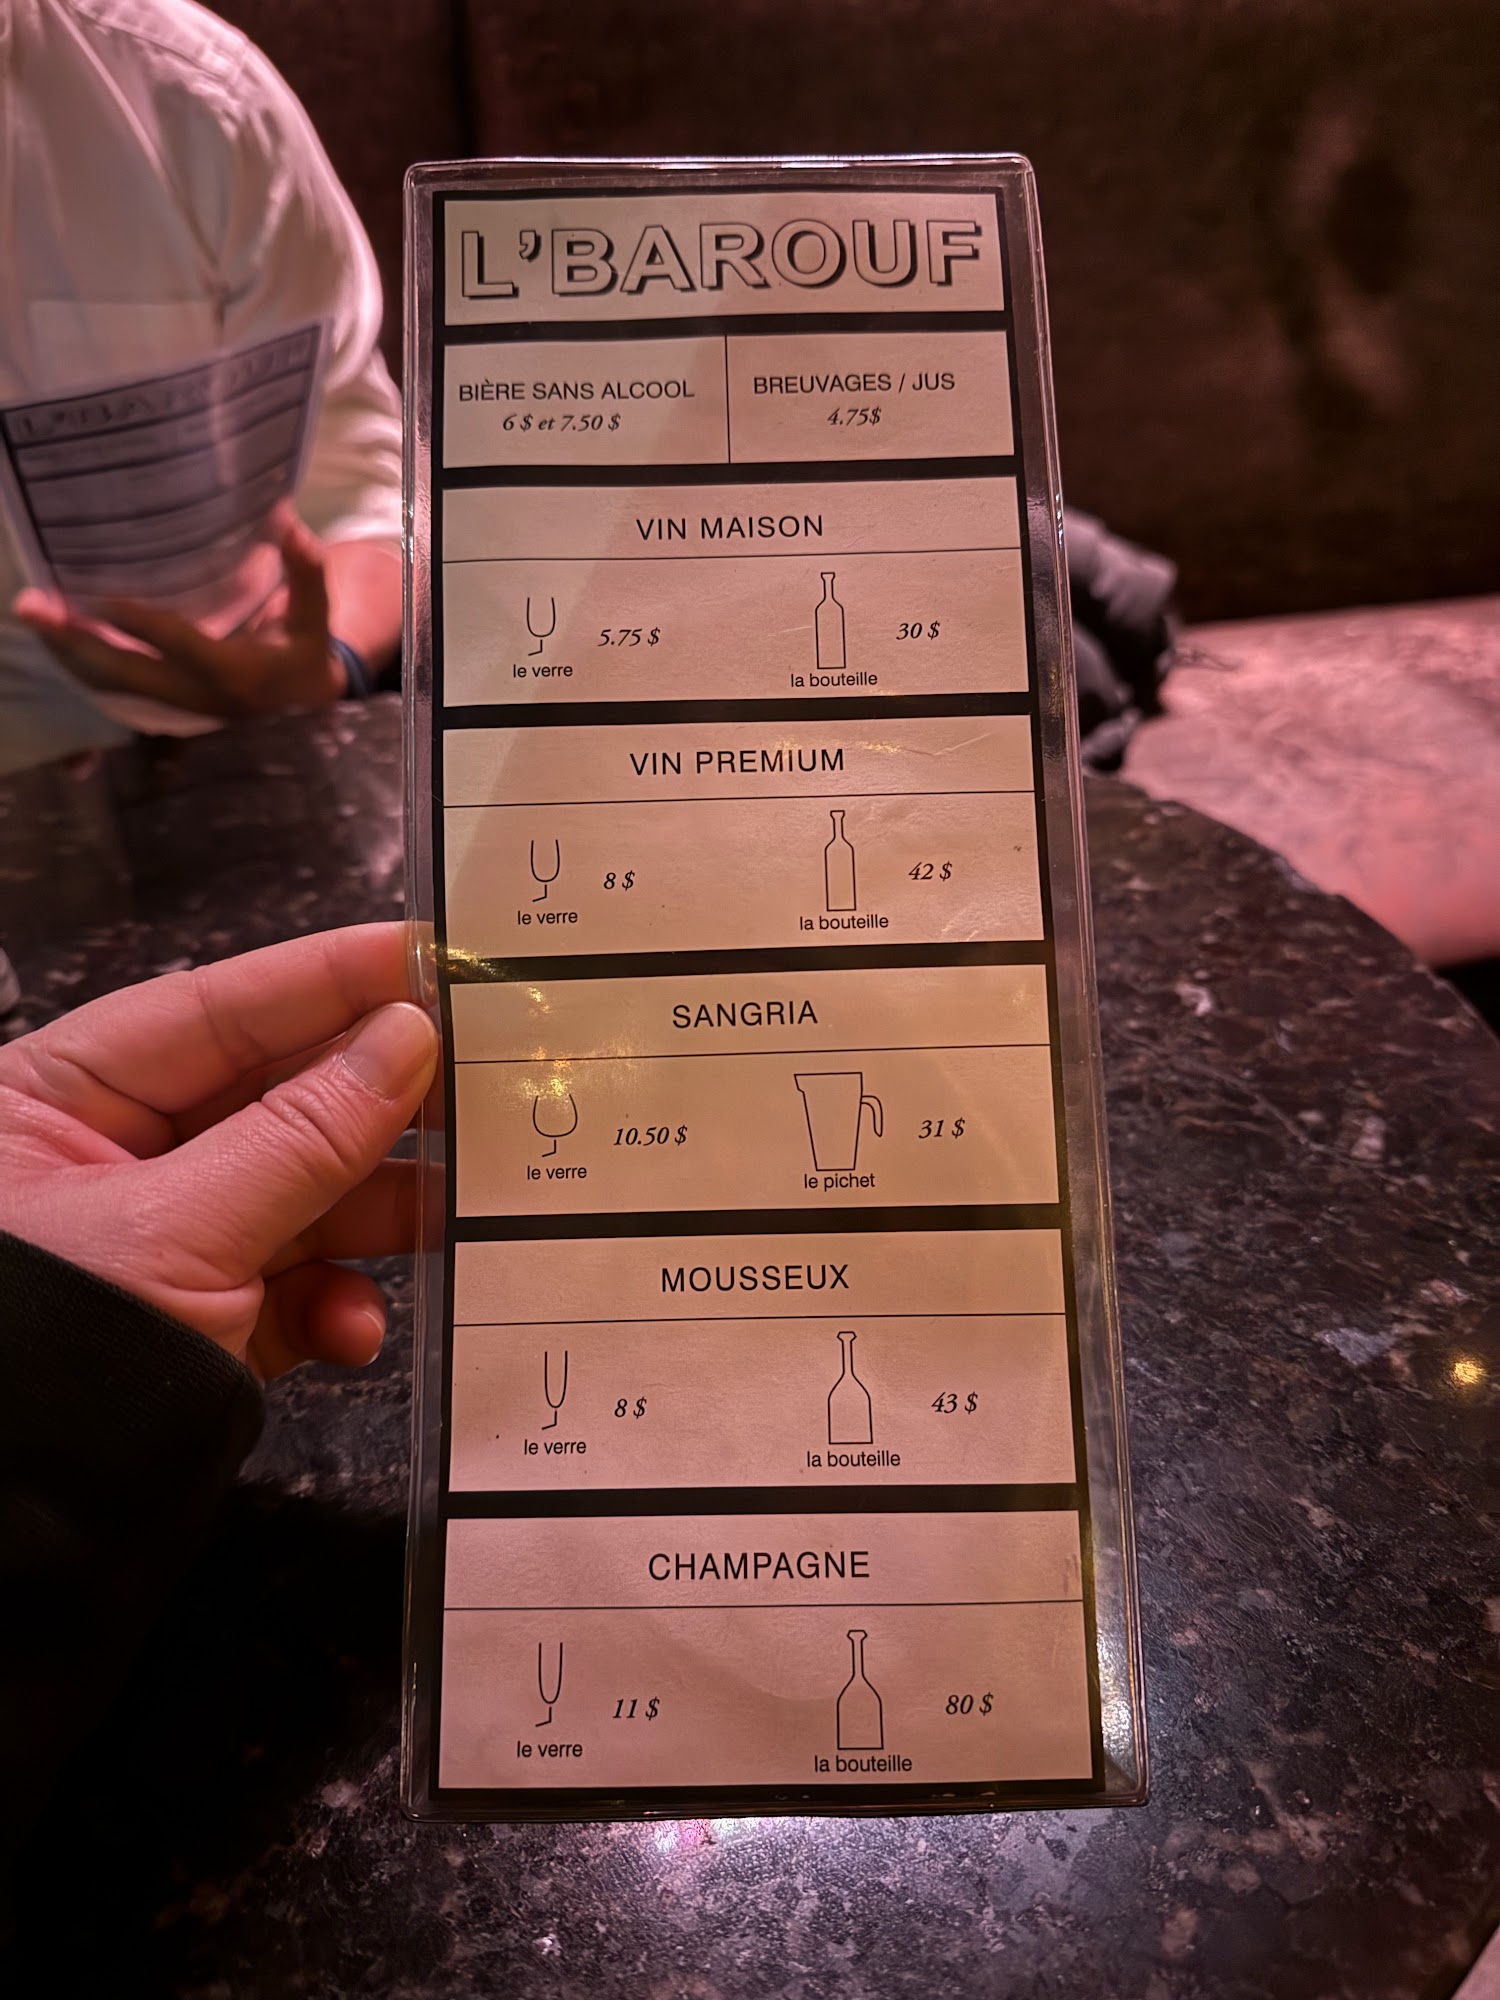 L'BAROUF
BIÈRE SANS ALCOOL
6 $ et 7.50 $
BREUVAGES / JUS
4.75$
VIN MAISON
le verre
5.75 $
la bouteille
30 $
VIN PREMIUM
le verre
8 $
la bouteille
42 $
SANGRIA
le verre
10.50 $
le pichet
31 $
MOUSSEUX
le verre
8 $
la bouteille
43 $
CHAMPAGNE
le verre
11 $
la bouteille
80 $